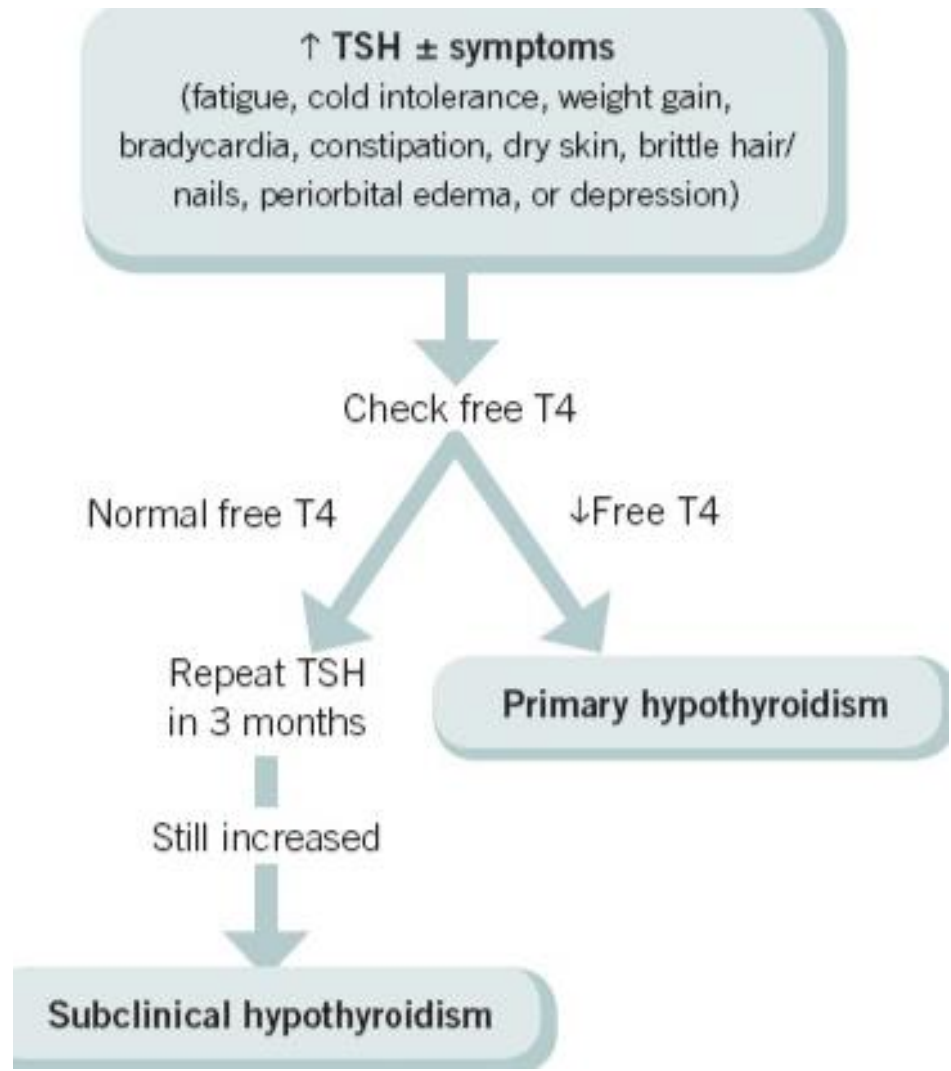 ↑ TSH ± symptoms
(fatigue, cold intolerance, weight gain,
bradycardia, constipation, dry skin, brittle hair/
nails, periorbital edema, or depression)
Check free T4
Normal free T4
↓Free T4
Repeat TSH
in 3 months
Primary hypothyroidism
Still increased
Subclinical hypothyroidism